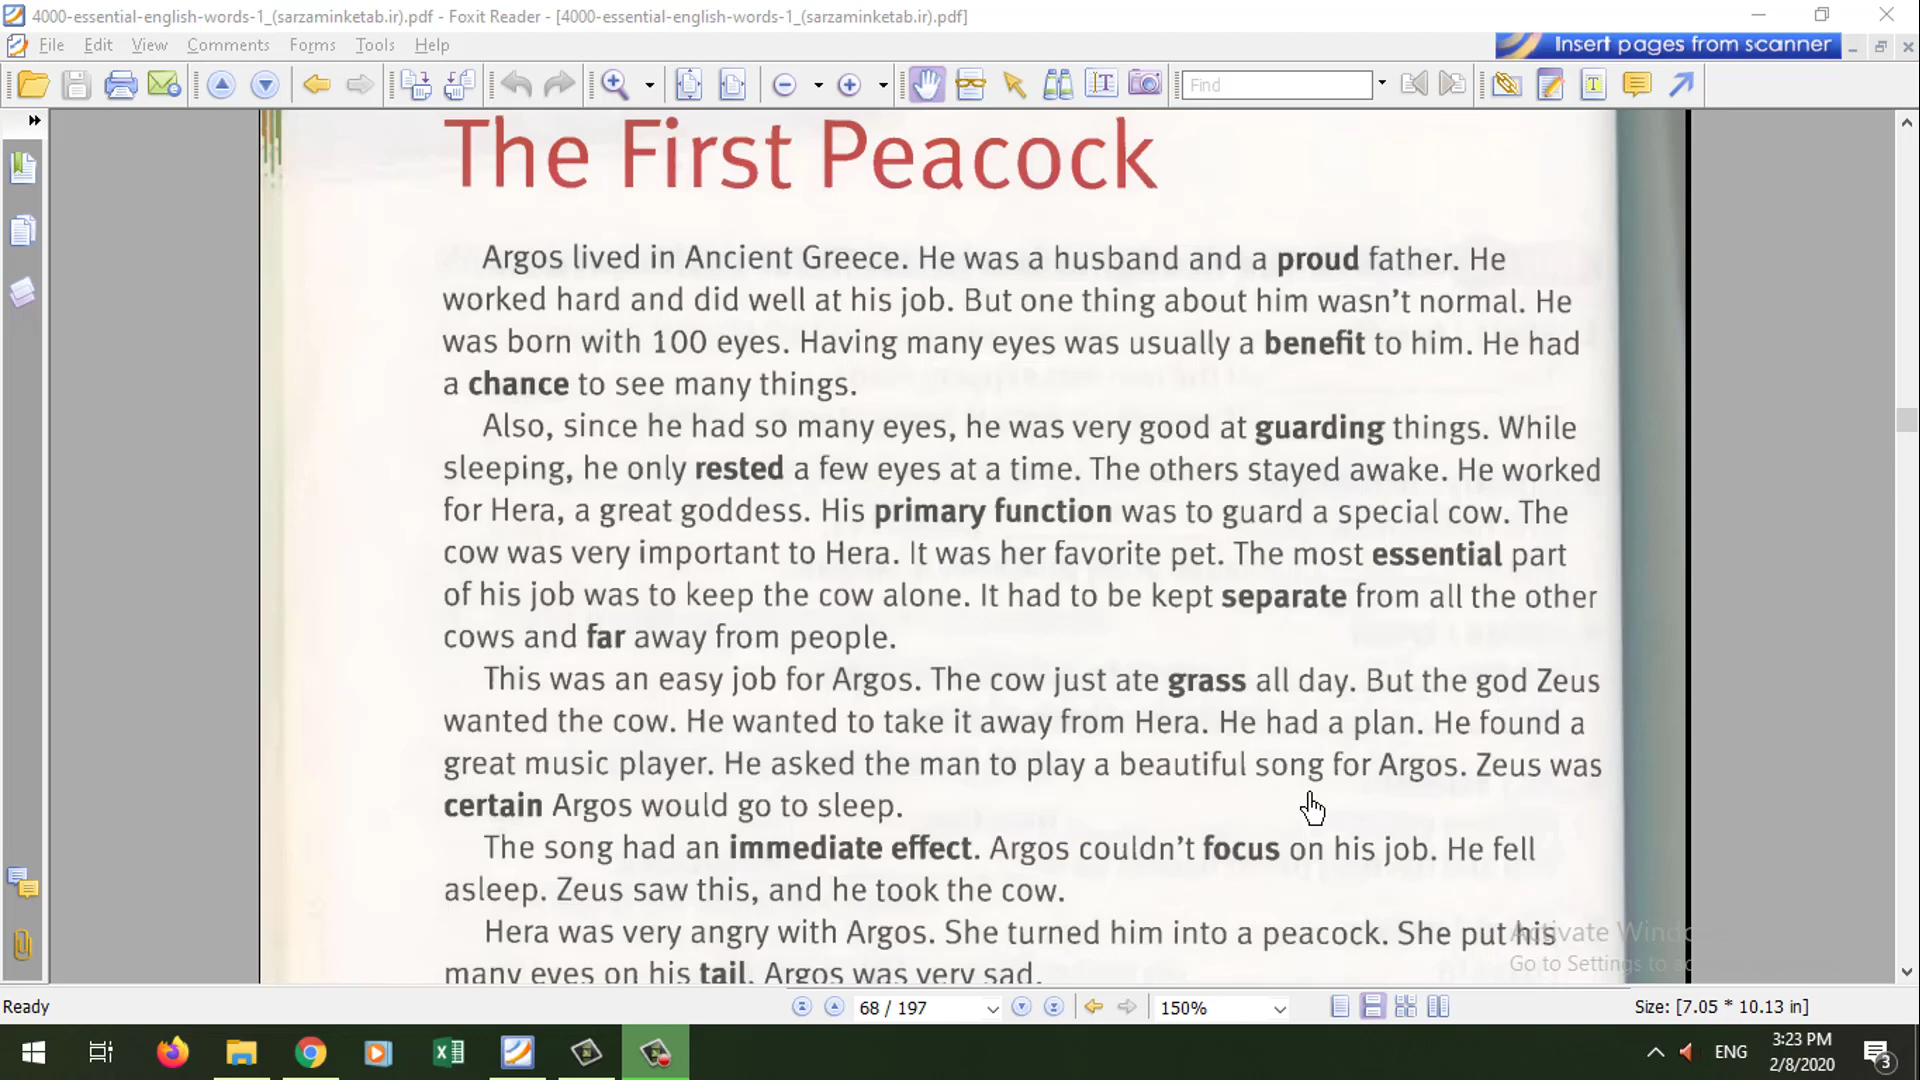 4000-essential-english-words-1_(sarzaminketab.ir).pdf - Foxit Reader - [4000-essential-english-words-1_(sarzaminketab.ir).pdf]
File Edit View Comments Forms Tools Help
Insert pages from scanner
Find
The First Peacock
Argos lived in Ancient Greece. He was a husband and a proud father. He
worked hard and did well at his job. But one thing about him wasn't normal. He
was born with 100 eyes. Having many eyes was usually a benefit to him. He had
a chance to see many things.
Also, since he had so many eyes, he was very good at guarding things. While
sleeping, he only rested a few eyes at a time. The others stayed awake. He worked
for Hera, a great goddess. His primary function was to guard a special cow. The
cow was very important to Hera. It was her favorite pet. The most essential part
of his job was to keep the cow alone. It had to be kept separate from all the other
cows and far away from people.
This was an easy job for Argos. The cow just ate grass all day. But the god Zeus
wanted the cow. He wanted to take it away from Hera. He had a plan. He found a
great music player. He asked the man to play a beautiful song for Argos. Zeus was
certain Argos would go to sleep.
The song had an immediate effect. Argos couldn't focus on his job. He fell
asleep. Zeus saw this, and he took the cow.
Hera was very angry with Argos. She turned him into a peacock. She put his
many eyes on his tail. Argos was very sad.
Activate Windo
Go to Settings to a
Ready
68 / 197
150%
Size: [7.05 * 10.13 in]
ENG
3:23 PM
2/8/2020
3